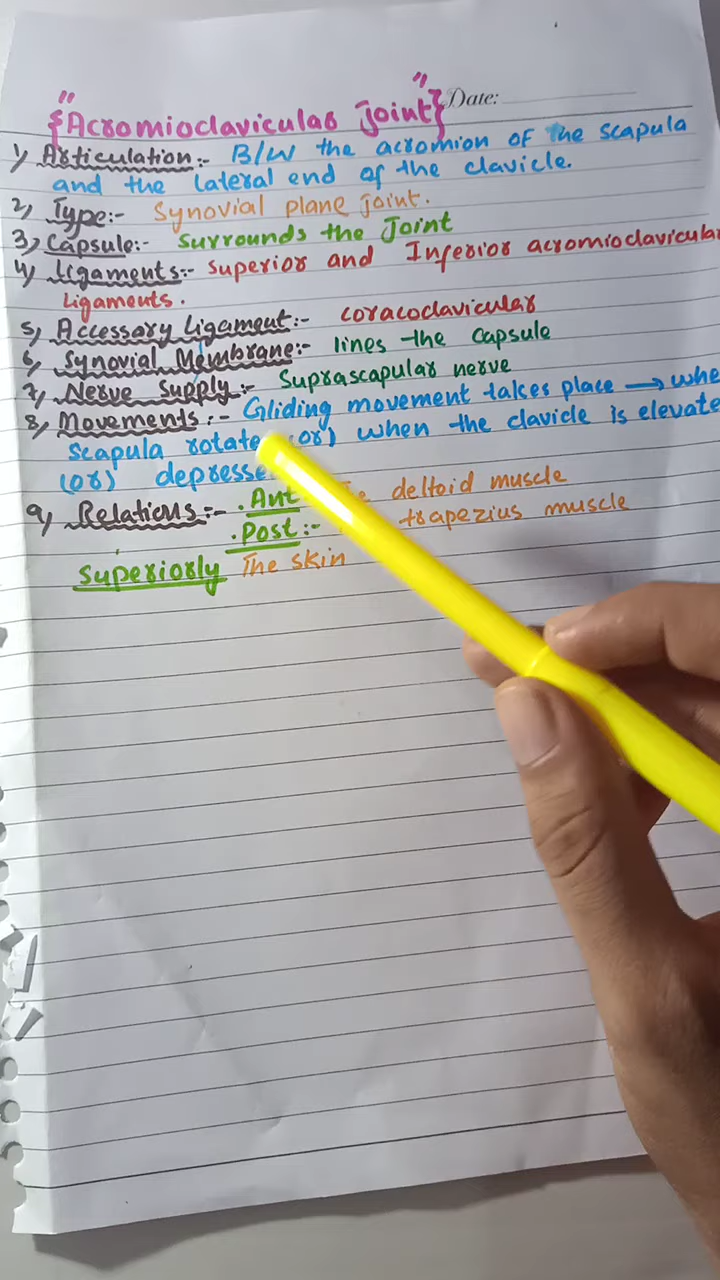 "{Acromioclavicular joint}" Date:
1) Articulation:- B/W the acromion of the scapula
and the lateral end of the clavicle.
2) Type:- Synovial plane joint.
3) Capsule:- Surrounds the Joint
4) Ligaments:- Superior and Inferior acromioclavicular
Ligaments.
5) Accessory Ligament:- coracoclavicular
6) Synovial Membrane:- lines the capsule
7) Nerve Supply:- Suprascapular nerve
8) Movements:- Gliding movement takes place → whe
Scapula rotate (or) when the clavicle is elevate
(or) depresse
9) Relations:- .Ant deltoid muscle
.Post:- trapezius muscle
Superiorly The skin